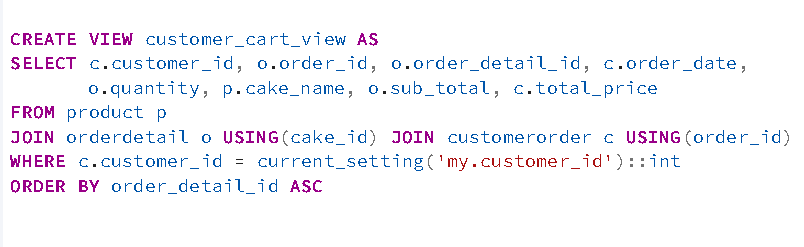 CREATE VIEW customer_cart_view AS
SELECT c.customer_id, o.order_id, o.order_detail_id, c.order_date,
       o.quantity, p.cake_name, o.sub_total, c.total_price
FROM product p
JOIN orderdetail o USING(cake_id) JOIN customerorder c USING(order_id)
WHERE c.customer_id = current_setting('my.customer_id')::int
ORDER BY order_detail_id ASC